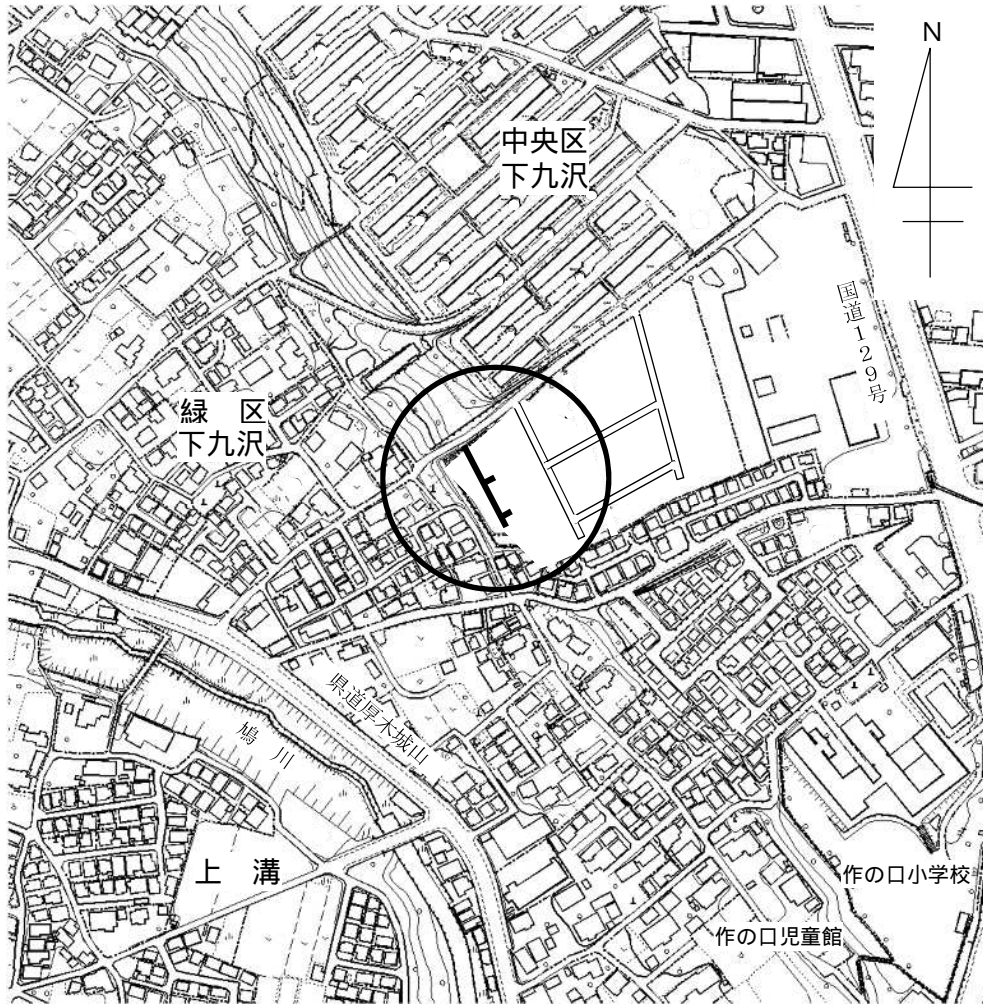 N
中央区
下九沢
国道129号
緑 区
下九沢
県道厚木城山
鳩川
上 溝
作の口小学校
作の口児童館